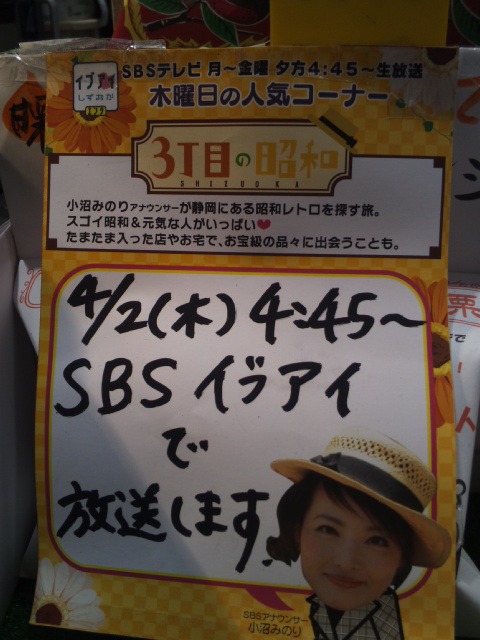 イブアイ
しずおか
SBSテレビ 月～金曜 夕方4:45～生放送
木曜日の人気コーナー
3丁目の昭和
SHIZUOKA
小沼みのりアナウンサーが静岡にある昭和レトロを探す旅。
スゴイ昭和&元気な人がいっぱい❤
たまたま入った店やお宅で、お宝級の品々に出会うことも。
4/2(木) 4:45～
SBS イブアイ
で
放送します。
SBSアナウンサー
小沼みのり
栗